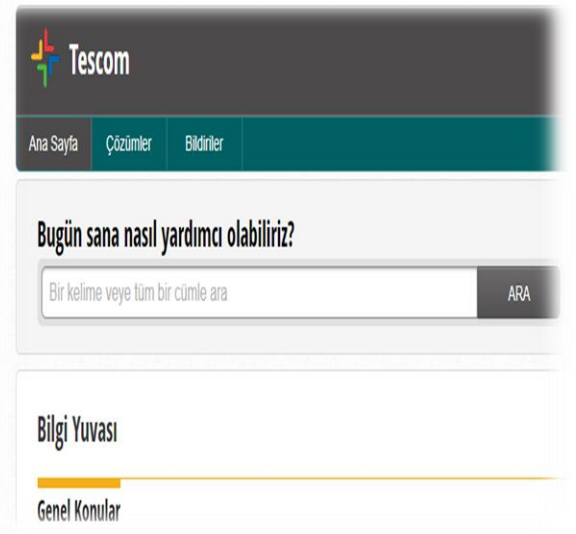 Tescom
Ana Sayfa Çözümler Bildiriler
Bugün sana nasıl yardımcı olabiliriz?
Bir kelime veye tüm bir cümle ara ARA
Bilgi Yuvası
Genel Konular